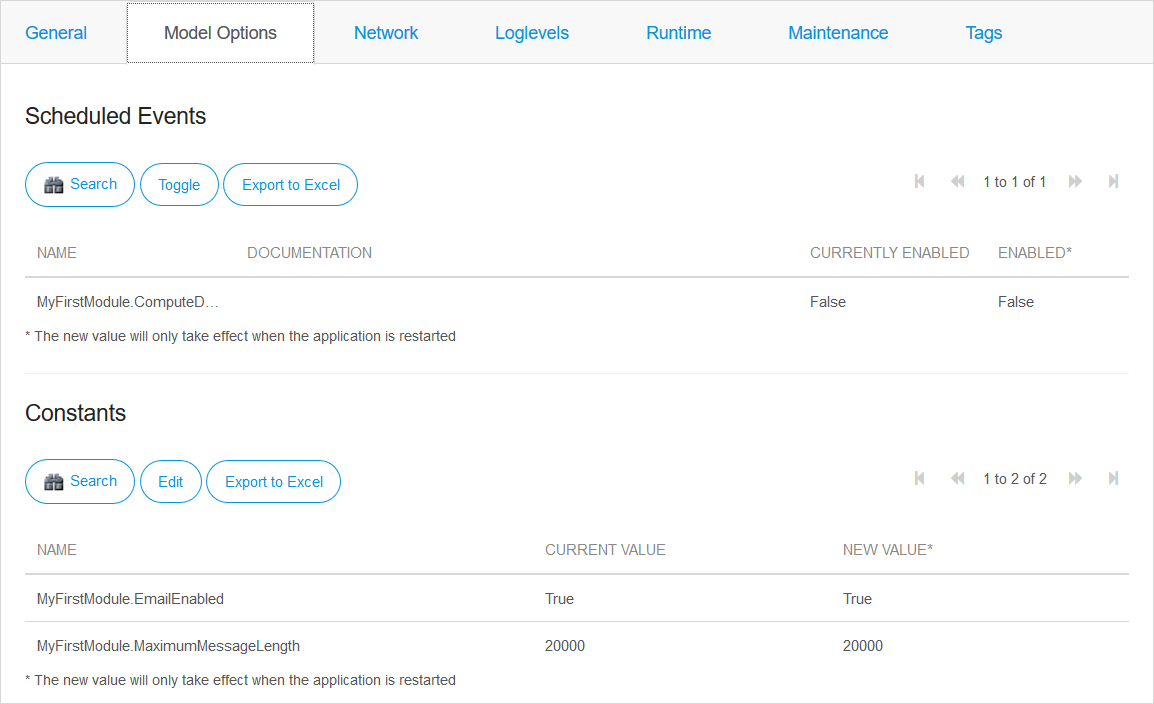 General Model Options Network Loglevels Runtime Maintenance Tags
Scheduled Events
Search Toggle Export to Excel 1 to 1 of 1
NAME DOCUMENTATION CURRENTLY ENABLED ENABLED*
MyFirstModule.ComputeD... False False
* The new value will only take effect when the application is restarted
Constants
Search Edit Export to Excel 1 to 2 of 2
NAME CURRENT VALUE NEW VALUE*
MyFirstModule.EmailEnabled True True
MyFirstModule.MaximumMessageLength 20000 20000
* The new value will only take effect when the application is restarted